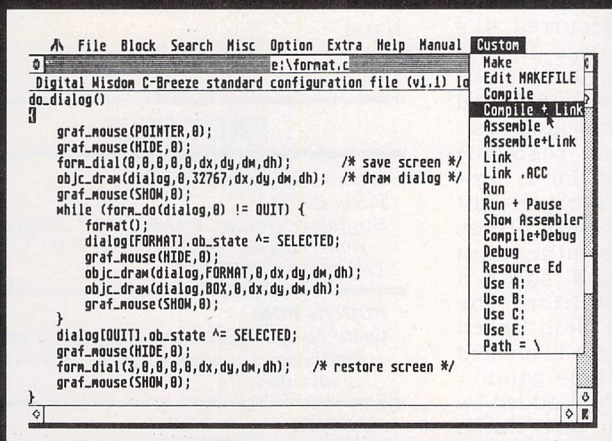 File Block Search Misc Option Extra Help Manual Custom
e:\format.c
Digital Wisdom C-Breeze standard configuration file (v1.1) lo
do_dialog()
{
graf_mouse(POINTER,0);
graf_mouse(HIDE,0);
form_dial(0,0,0,0,0,dx,dy,dw,dh); /* save screen */
objc_draw(dialog,0,32767,dx,dy,dw,dh); /* draw dialog */
graf_mouse(SHOW,0);
while (form_do(dialog,0) != QUIT) {
format();
dialog[FORMAT].ob_state ^= SELECTED;
graf_mouse(HIDE,0);
objc_draw(dialog,FORMAT,0,dx,dy,dw,dh);
objc_draw(dialog,BOX,0,dx,dy,dw,dh);
graf_mouse(SHOW,0);
}
dialog[QUIT].ob_state ^= SELECTED;
graf_mouse(HIDE,0);
form_dial(3,0,0,0,0,dx,dy,dw,dh); /* restore screen */
graf_mouse(SHOW,0);
}
Make
Edit MAKEFILE
Compile
Compile + Link
Assemble
Assemble+Link
Link
Link .ACC
Run
Run + Pause
Show Assembler
Compile+Debug
Debug
Resource Ed
Use A:
Use B:
Use C:
Use E:
Path = \